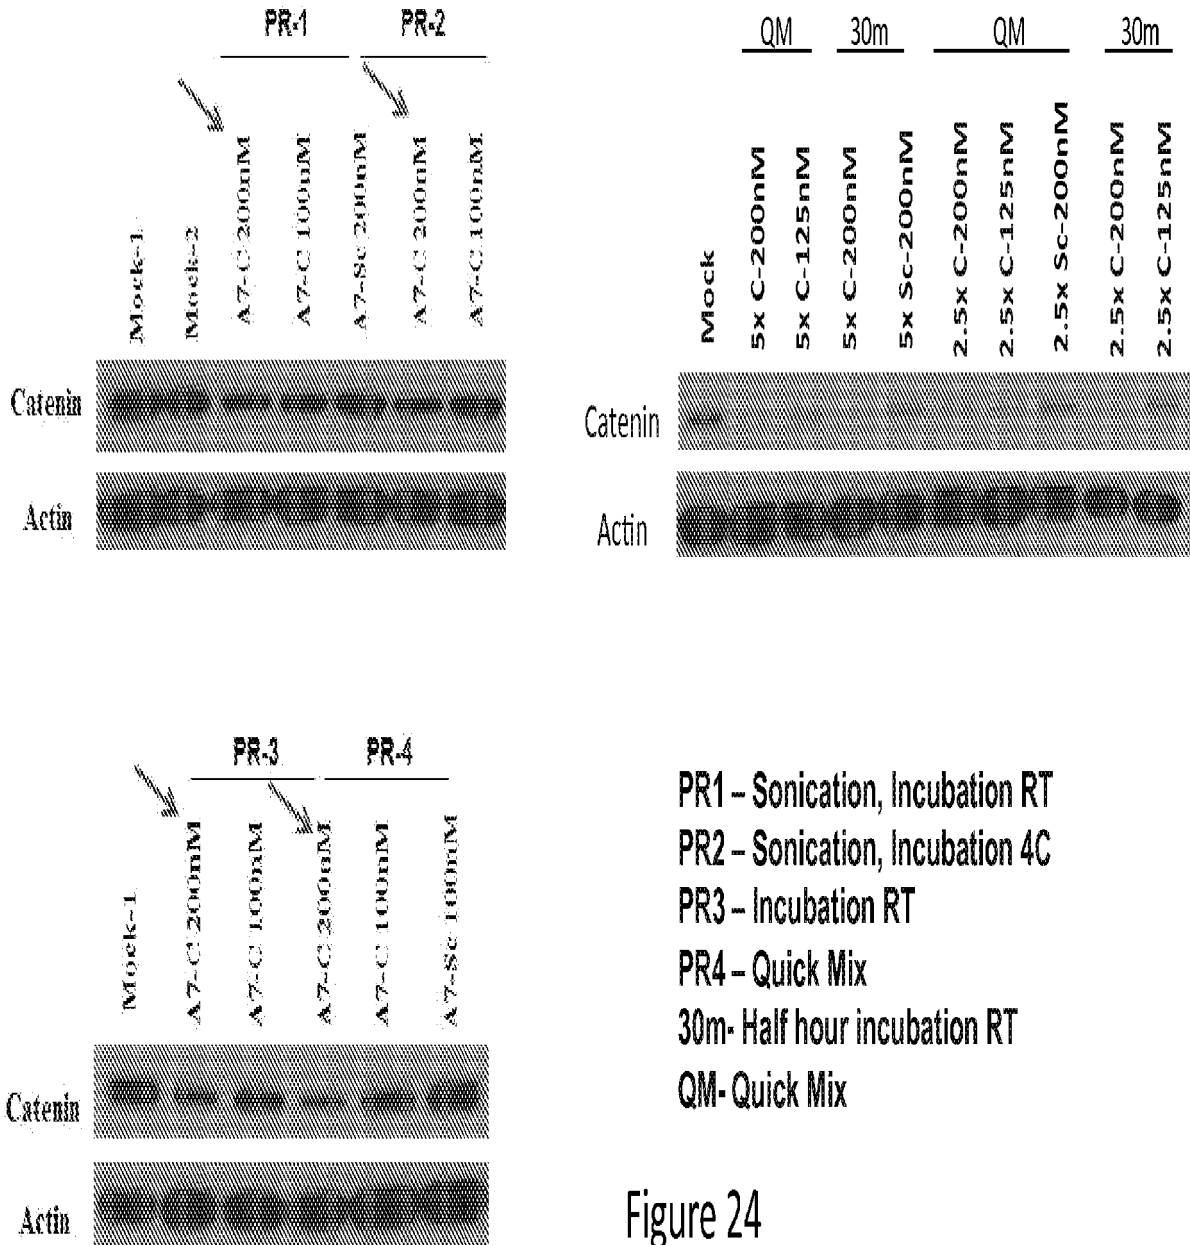 PR-1 PR-2
Mock-1
Mock-2
A7-C 200nM
A7-C 100nM
A7-Sc 200nM
A7-C 200nM
A7-C 100nM
Catenin
Actin
QM 30m QM 30m
Mock
5x C-200nM
5x C-125nM
5x C-200nM
5x Sc-200nM
2.5x C-200nM
2.5x C-125nM
2.5x Sc-200nM
2.5x C-200nM
2.5x C-125nM
Catenin
Actin
PR-3 PR-4
Mock-1
A7-C 200nM
A7-C 100nM
A7-C 200nM
A7-C 100nM
A7-Sc 100nM
Catenin
Actin
PR1 – Sonication, Incubation RT
PR2 – Sonication, Incubation 4C
PR3 – Incubation RT
PR4 – Quick Mix
30m- Half hour incubation RT
QM- Quick Mix
Figure 24